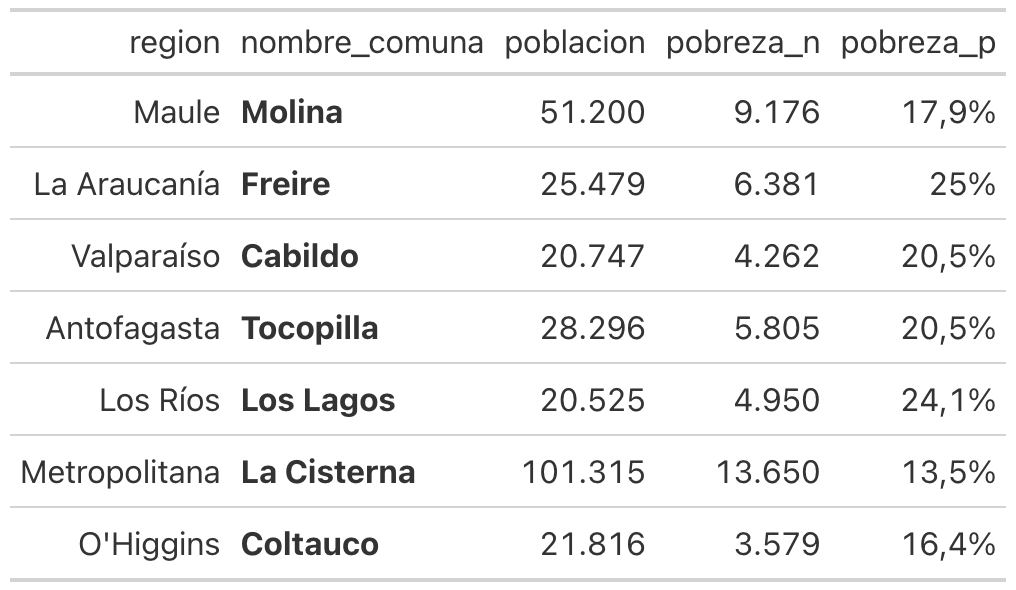 region nombre_comuna poblacion pobreza_n pobreza_p
Maule Molina 51.200 9.176 17,9%
La Araucanía Freire 25.479 6.381 25%
Valparaíso Cabildo 20.747 4.262 20,5%
Antofagasta Tocopilla 28.296 5.805 20,5%
Los Ríos Los Lagos 20.525 4.950 24,1%
Metropolitana La Cisterna 101.315 13.650 13,5%
O'Higgins Coltauco 21.816 3.579 16,4%